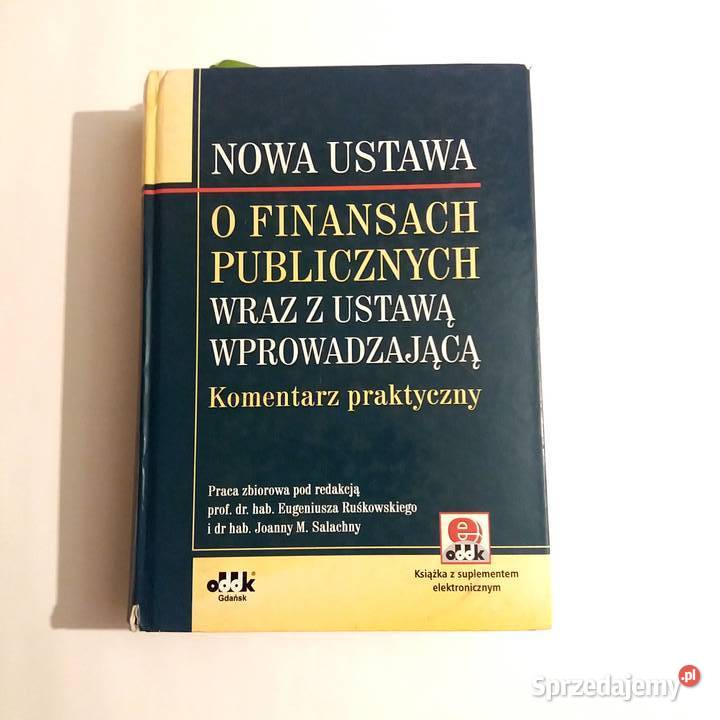 NOWA USTAWA
O FINANSACH
PUBLICZNYCH
WRAZ Z USTAWĄ
WPROWADZAJĄCĄ
Komentarz praktyczny
Praca zbiorowa pod redakcją
prof. dr. hab. Eugeniusza Ruśkowskiego
i dr hab. Joanny M. Salachny
oddk®
Gdańsk
e
oddk
Książka z suplementem
elektronicznym
Sprzedajemy.pl